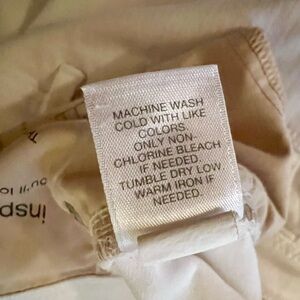 MACHINE WASH
COLD WITH LIKE
COLORS.
ONLY NON-
CHLORINE BLEACH
IF NEEDED.
TUMBLE DRY LOW.
WARM IRON IF
NEEDED.
insp